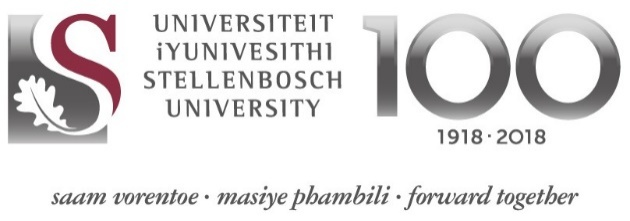 UNIVERSITEIT
iYUNIVESITHI
STELLENBOSCH
UNIVERSITY
100
1918 · 2018
saam vorentoe · masiye phambili · forward together